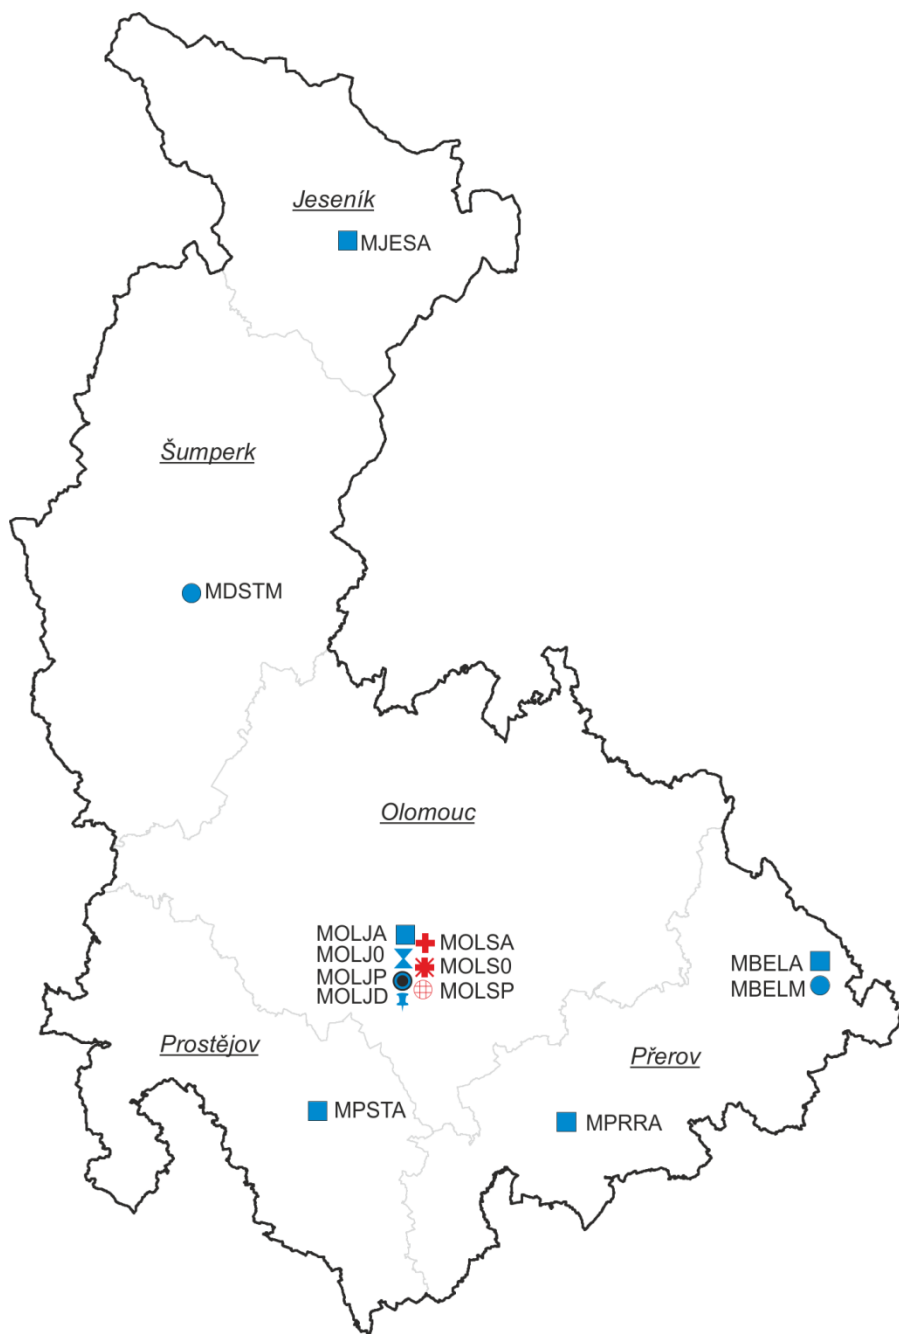 Jeseník
MJESA
Šumperk
MDSTM
Olomouc
MOLJA
MOLSA
MOLJ0
MOLS0
MOLJP
MOLSP
MOLJD
MBELA
MBELM
Prostějov
Přerov
MPSTA
MPRRA